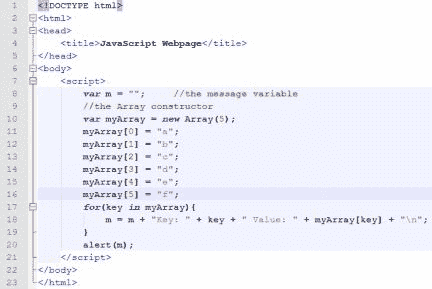 1 <!DOCTYPE html>
2 <html>
3 <head>
4 <title>JavaScript Webpage</title>
5 </head>
6 <body>
7 <script>
8 var m = ""; //the message variable
9 //the Array constructor
10 var myArray = new Array(5);
11 myArray[0] = "a";
12 myArray[1] = "b";
13 myArray[2] = "c";
14 myArray[3] = "d";
15 myArray[4] = "e";
16 myArray[5] = "f";
17 for(key in myArray){
18 m = m + "Key: " + key + " Value: " + myArray[key] + "\n";
19 }
20 alert(m);
21 </script>
22 </body>
23 </html>